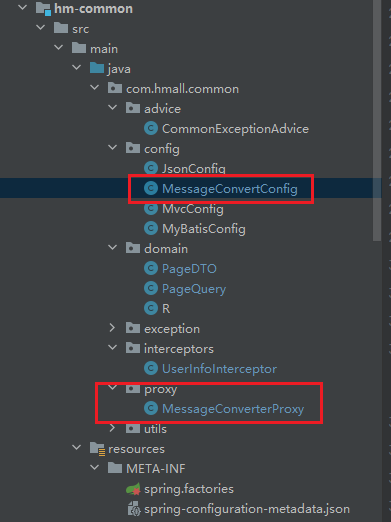 hm-common
src
main
java
com.hmall.common
advice
CommonExceptionAdvice
config
JsonConfig
MessageConvertConfig
MvcConfig
MyBatisConfig
domain
PageDTO
PageQuery
R
exception
interceptors
UserInfoInterceptor
proxy
MessageConverterProxy
utils
resources
META-INF
spring.factories
spring-configuration-metadata.json